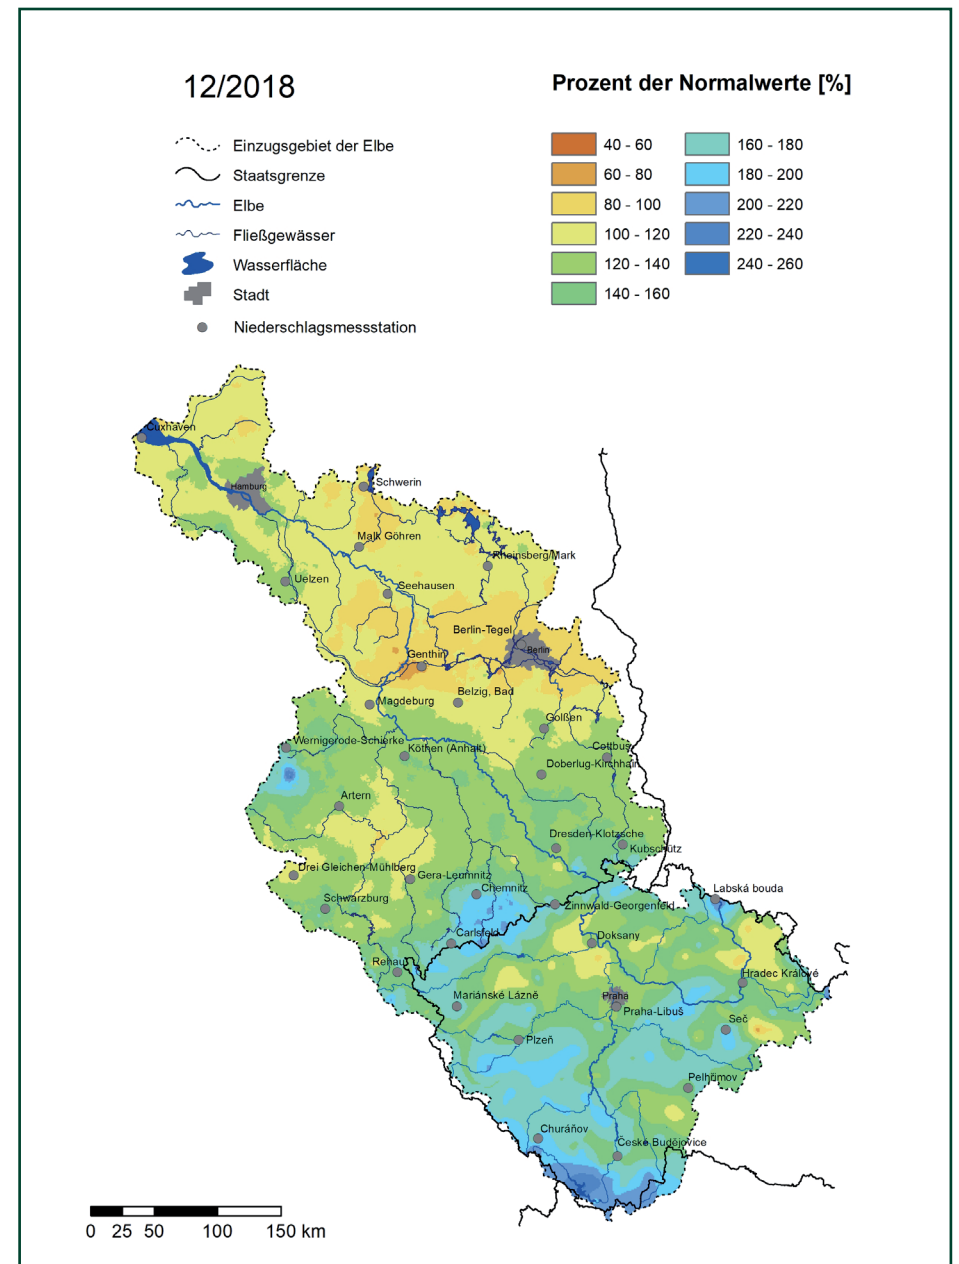 12/2018
Prozent der Normalwerte [%]
Einzugsgebiet der Elbe
Staatsgrenze
Elbe
Fließgewässer
Wasserfläche
Stadt
Niederschlagsmessstation
40 - 60
60 - 80
80 - 100
100 - 120
120 - 140
140 - 160
160 - 180
180 - 200
200 - 220
220 - 240
240 - 260
Cuxhaven
Hamburg
Schwerin
Malk Göhren
Rheinsberg/Mark
Uelzen
Seehausen
Berlin-Tegel
Berlin
Genthin
Belzig, Bad
Magdeburg
Golßen
Wernigerode-Schierke
Köthen (Anhalt)
Cottbus
Doberlug-Kirchhain
Artern
Dresden-Klotzsche
Kubschütz
Drei Gleichen-Mühlberg
Gera-Leumnitz
Chemnitz
Labská bouda
Schwarzburg
Zinnwald-Georgenfeld
Carlsfeld
Doksany
Rehau
Hradec Králové
Mariánské Lázně
Praha
Praha-Libuš
Seč
Plzeň
Pelhřimov
Churáňov
České Budějovice
0 25 50 100 150 km